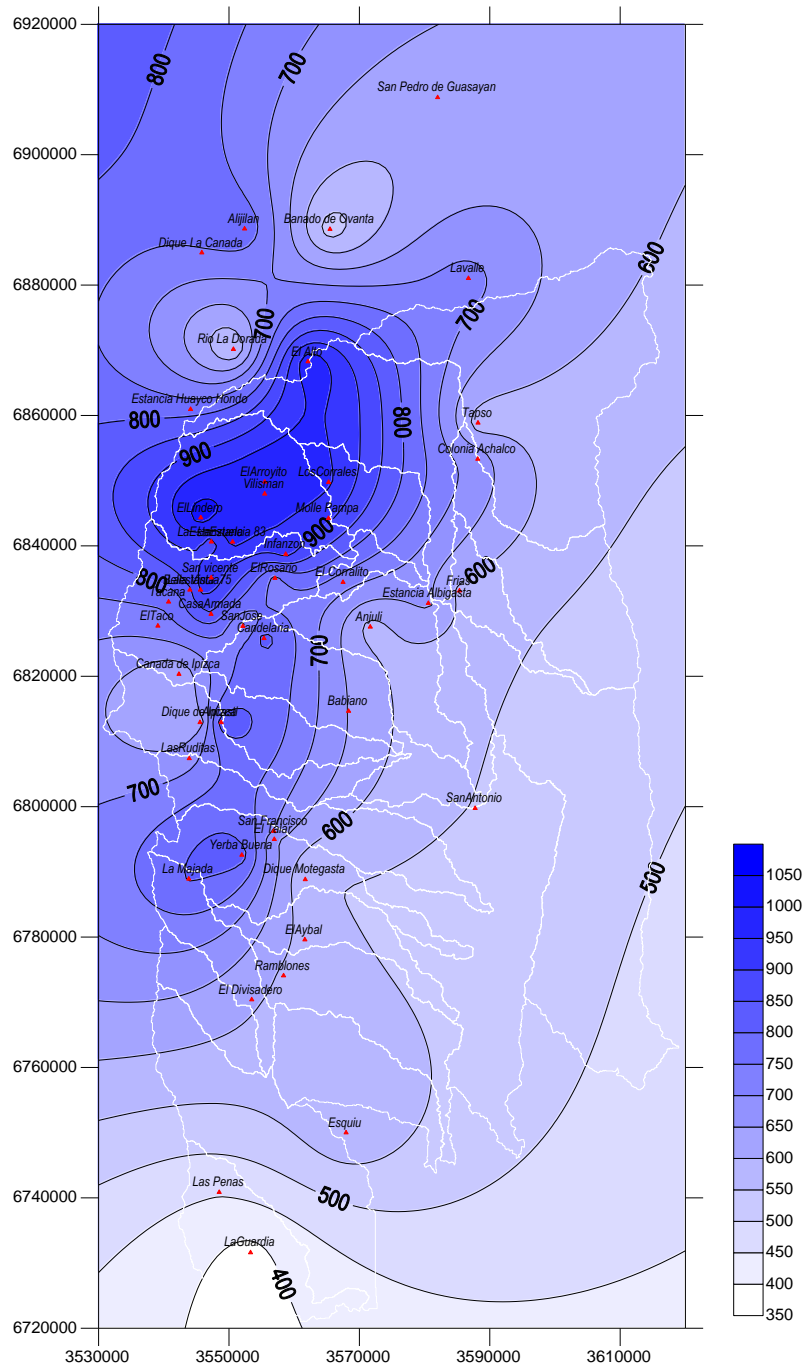 6920000
800
700
San Pedro de Guasayan
6900000
Alijilan
Banado de Ovanta
Dique La Canada
600
6880000
Lavalle
700
700
Rio La Dorada
El Alto
6860000
Estancia Huayco Hondo
800
800
Tapso
900
Colonia Achalco
ElArroyito
LosCorrales
Vilisman
ElLindero
Molle Pampa
900
6840000
Infanzon
800
San vicente
ElRosario
El Corralito
600
Frias
Tacana
Estancia Albigasta
CasaArmada
ElTaco
SanJose
Anjuli
Candelaria
700
6820000
Canada de Ipizca
Babiano
LasRuditas
700
SanAntonio
6800000
600
San Francisco
El Talar
Yerba Buena
La Majada
Dique Motegasta
500
6780000
ElAybal
Ramblones
El Divisadero
6760000
Esquiu
6740000
Las Penas
500
LaGuardia
400
6720000
3530000 3550000 3570000 3590000 3610000
1050
1000
950
900
850
800
750
700
650
600
550
500
450
400
350